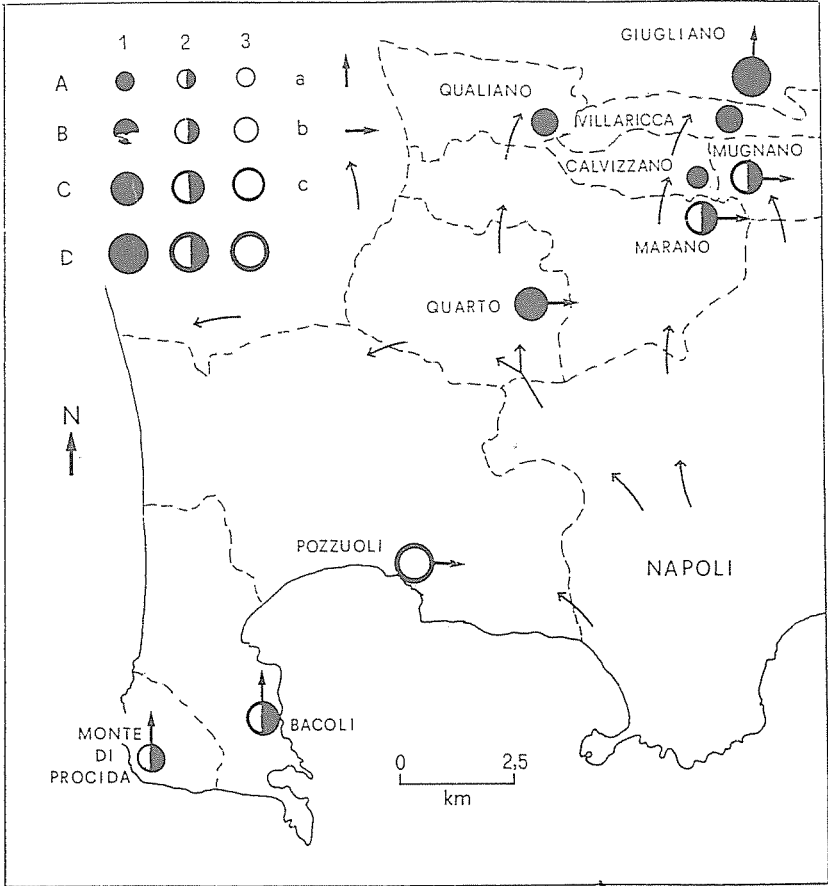 1 2 3
A a
B b
C c
D
GIUGLIANO
QUALIANO
VILLARICCA
MUGNANO
CALVIZZANO
MARANO
QUARTO
N
POZZUOLI
NAPOLI
BACOLI
MONTE
DI
PROCIDA
0 2,5
km